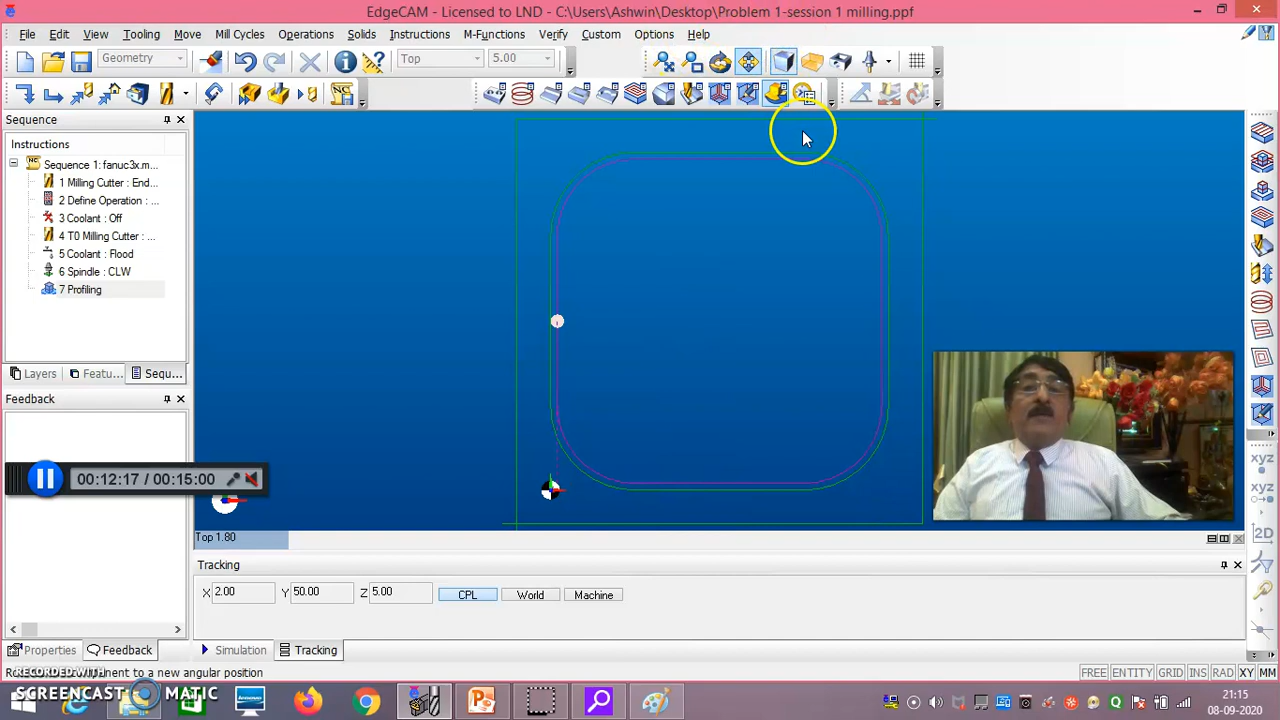 EdgeCAM - Licensed to LND - C:\Users\Ashwin\Desktop\Problem 1-session 1 milling.ppf
File Edit View Tooling Move Mill Cycles Operations Solids Instructions M-Functions Verify Custom Options Help
Geometry Top 5.00
Sequence
Instructions
Sequence 1: fanuc3x.m...
1 Milling Cutter : End...
2 Define Operation : ...
3 Coolant : Off
4 T0 Milling Cutter : ...
5 Coolant : Flood
6 Spindle : CLW
7 Profiling
Layers Featu... Sequ...
Feedback
00:12:17 / 00:15:00
xyz
xyz
2D
Top 1.80
Tracking
X 2.00 Y 50.00 Z 5.00 CPL World Machine
Properties Feedback Simulation Tracking
RECORDED WITH
ponent to a new angular position
FREE ENTITY GRID INS RAD XY MM
SCREENCAST MATIC
21:15
08-09-2020